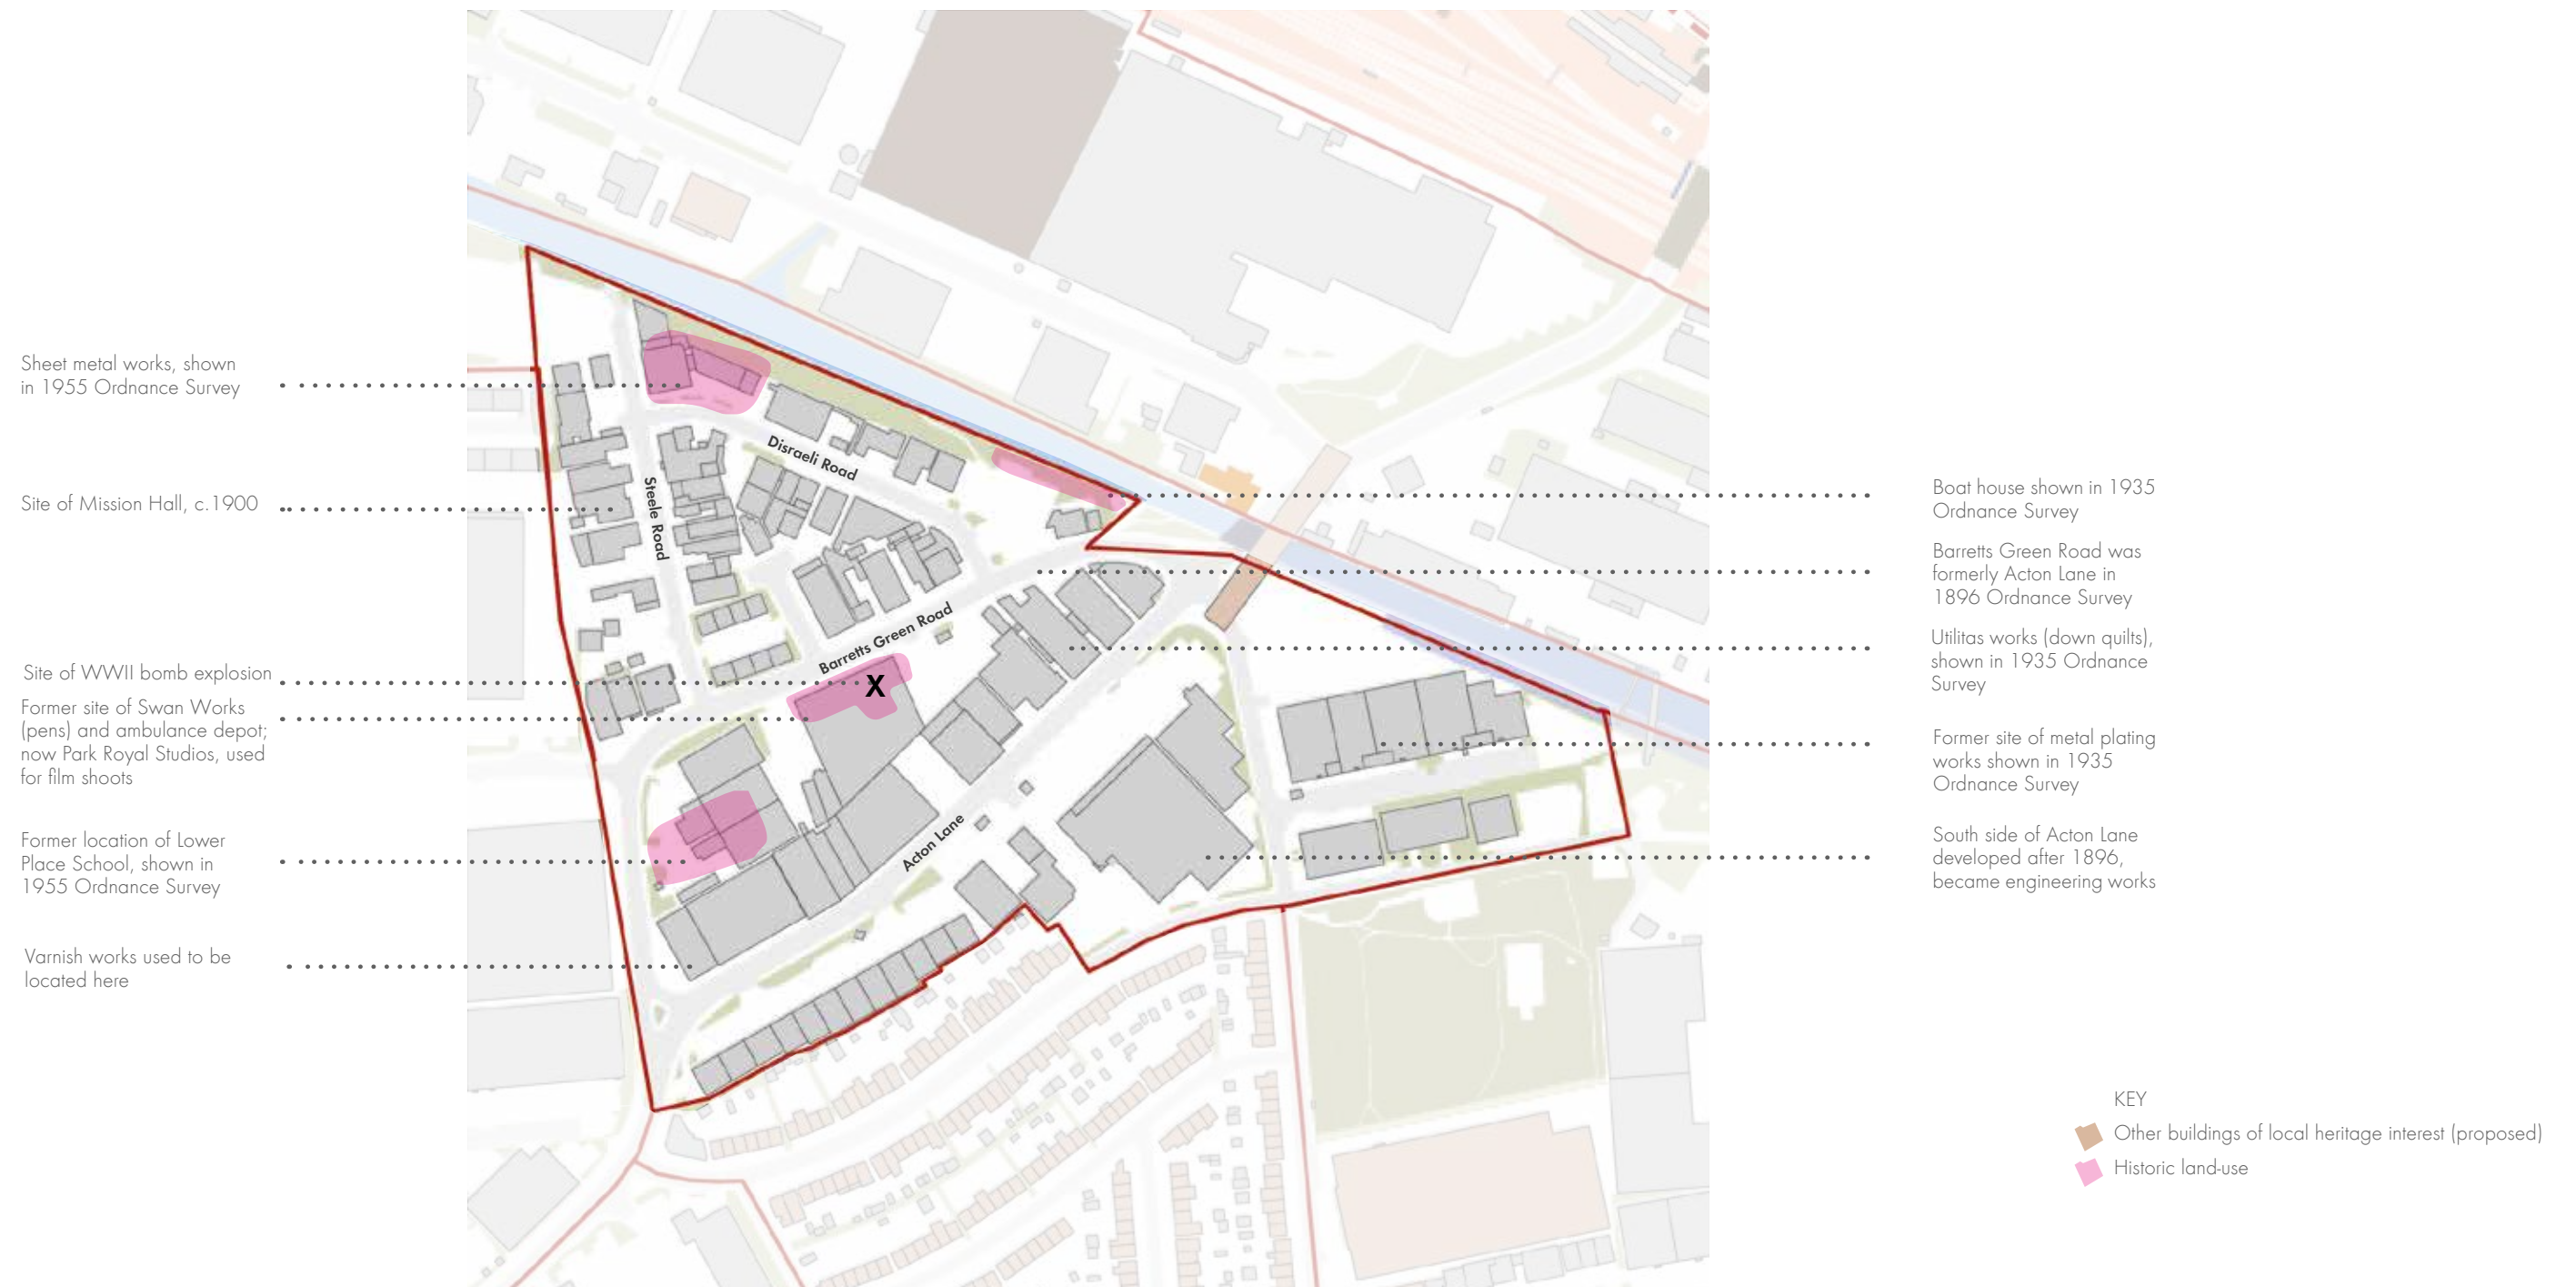 Sheet metal works, shown
in 1955 Ordnance Survey
Site of Mission Hall, c.1900
Site of WWII bomb explosion
Former site of Swan Works
(pens) and ambulance depot;
now Park Royal Studios, used
for film shoots
Former location of Lower
Place School, shown in
1955 Ordnance Survey
Varnish works used to be
located here
Disraeli Road
Steele Road
Barretts Green Road
X
Acton Lane
Boat house shown in 1935
Ordnance Survey
Barretts Green Road was
formerly Acton Lane in
1896 Ordnance Survey
Utilitas works (down quilts),
shown in 1935 Ordnance
Survey
Former site of metal plating
works shown in 1935
Ordnance Survey
South side of Acton Lane
developed after 1896,
became engineering works
KEY
Other buildings of local heritage interest (proposed)
Historic land-use